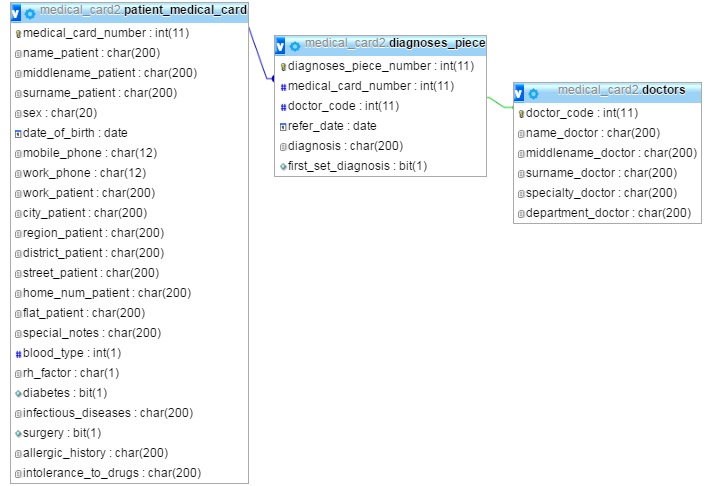 medical_card2.patient_medical_card
medical_card_number : int(11)
name_patient : char(200)
middlename_patient : char(200)
surname_patient : char(200)
sex : char(20)
date_of_birth : date
mobile_phone : char(12)
work_phone : char(12)
work_patient : char(200)
city_patient : char(200)
region_patient : char(200)
district_patient : char(200)
street_patient : char(200)
home_num_patient : char(200)
flat_patient : char(200)
special_notes : char(200)
blood_type : int(1)
rh_factor : char(1)
diabetes : bit(1)
infectious_diseases : char(200)
surgery : bit(1)
allergic_history : char(200)
intolerance_to_drugs : char(200)
medical_card2.diagnoses_piece
diagnoses_piece_number : int(11)
medical_card_number : int(11)
doctor_code : int(11)
refer_date : date
diagnosis : char(200)
first_set_diagnosis : bit(1)
medical_card2.doctors
doctor_code : int(11)
name_doctor : char(200)
middlename_doctor : char(200)
surname_doctor : char(200)
specialty_doctor : char(200)
department_doctor : char(200)